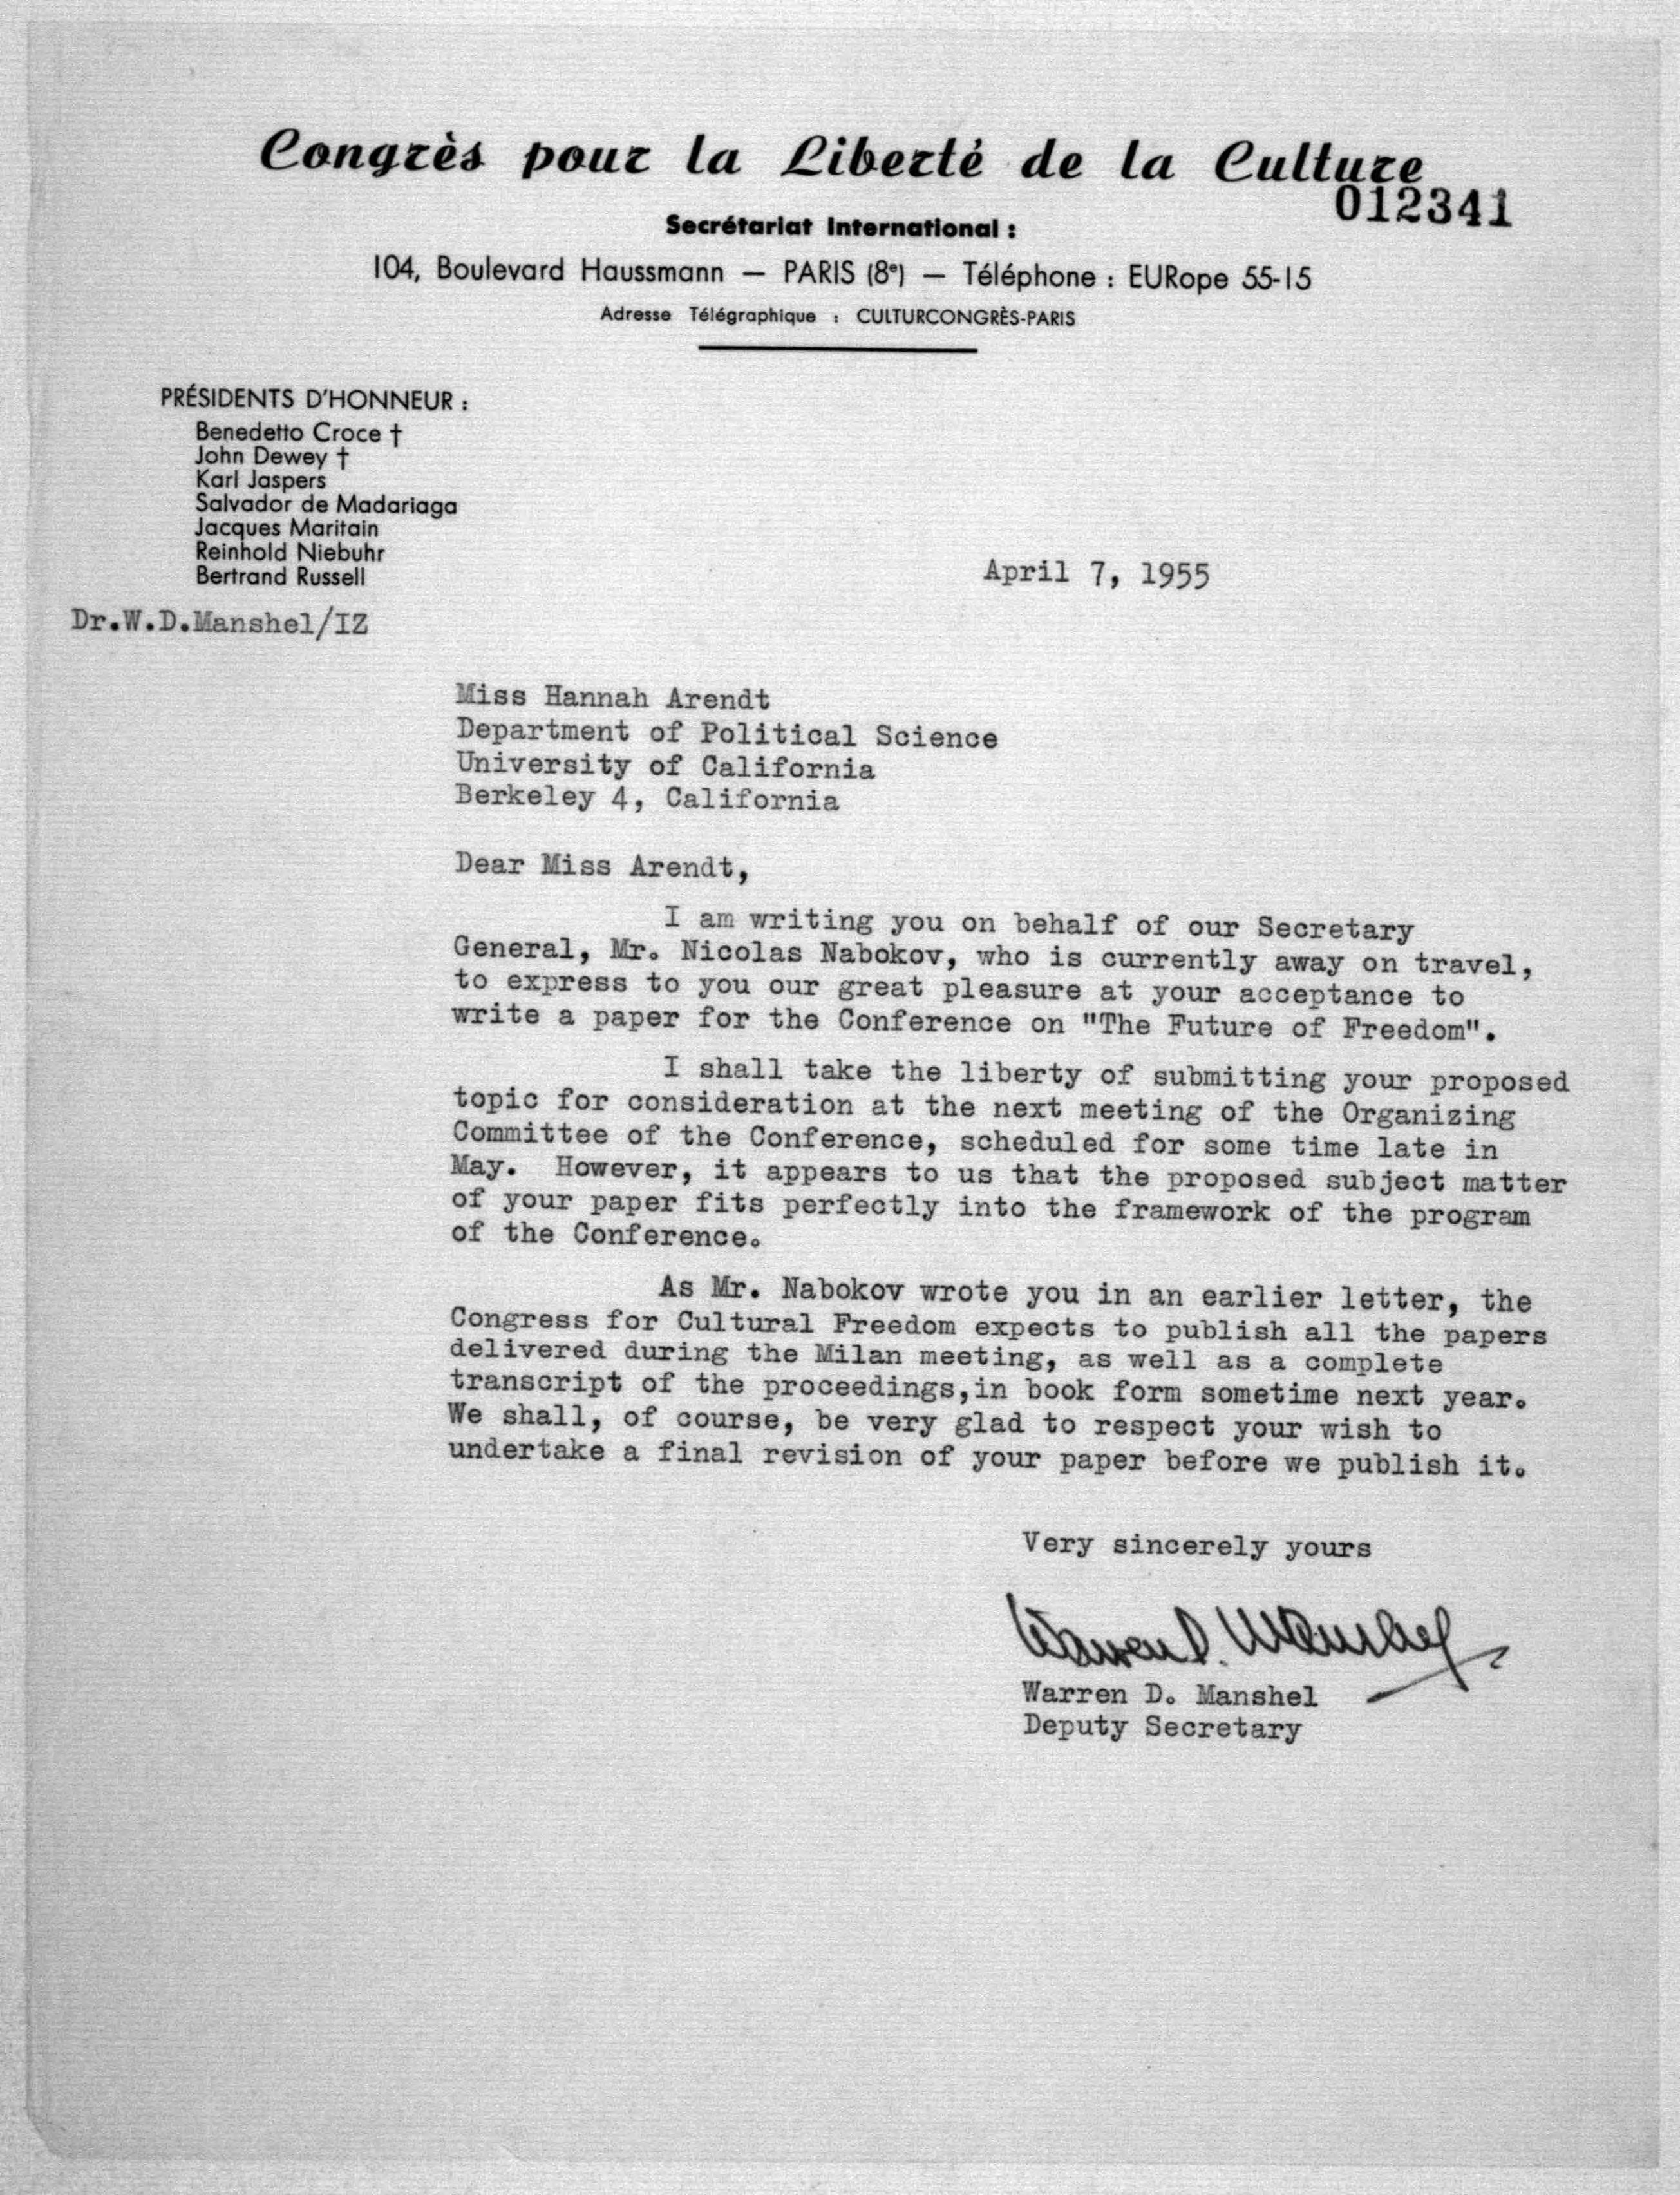 Congrès pour la Liberté de la Culture
012341
Secrétariat International :
104, Boulevard Haussmann — PARIS (8e) — Téléphone : EURope 55-15
Adresse Télégraphique : CULTURCONGRÈS-PARIS
PRÉSIDENTS D'HONNEUR :
Benedetto Croce †
John Dewey †
Karl Jaspers
Salvador de Madariaga
Jacques Maritain
Reinhold Niebuhr
Bertrand Russell
April 7, 1955
Dr.W.D.Manshel/IZ
Miss Hannah Arendt
Department of Political Science
University of California
Berkeley 4, California
Dear Miss Arendt,
I am writing you on behalf of our Secretary
General, Mr. Nicolas Nabokov, who is currently away on travel,
to express to you our great pleasure at your acceptance to
write a paper for the Conference on "The Future of Freedom".
I shall take the liberty of submitting your proposed
topic for consideration at the next meeting of the Organizing
Committee of the Conference, scheduled for some time late in
May. However, it appears to us that the proposed subject matter
of your paper fits perfectly into the framework of the program
of the Conference.
As Mr. Nabokov wrote you in an earlier letter, the
Congress for Cultural Freedom expects to publish all the papers
delivered during the Milan meeting, as well as a complete
transcript of the proceedings,in book form sometime next year.
We shall, of course, be very glad to respect your wish to
undertake a final revision of your paper before we publish it.
Very sincerely yours
Warren D. Manshel
Warren D. Manshel
Deputy Secretary